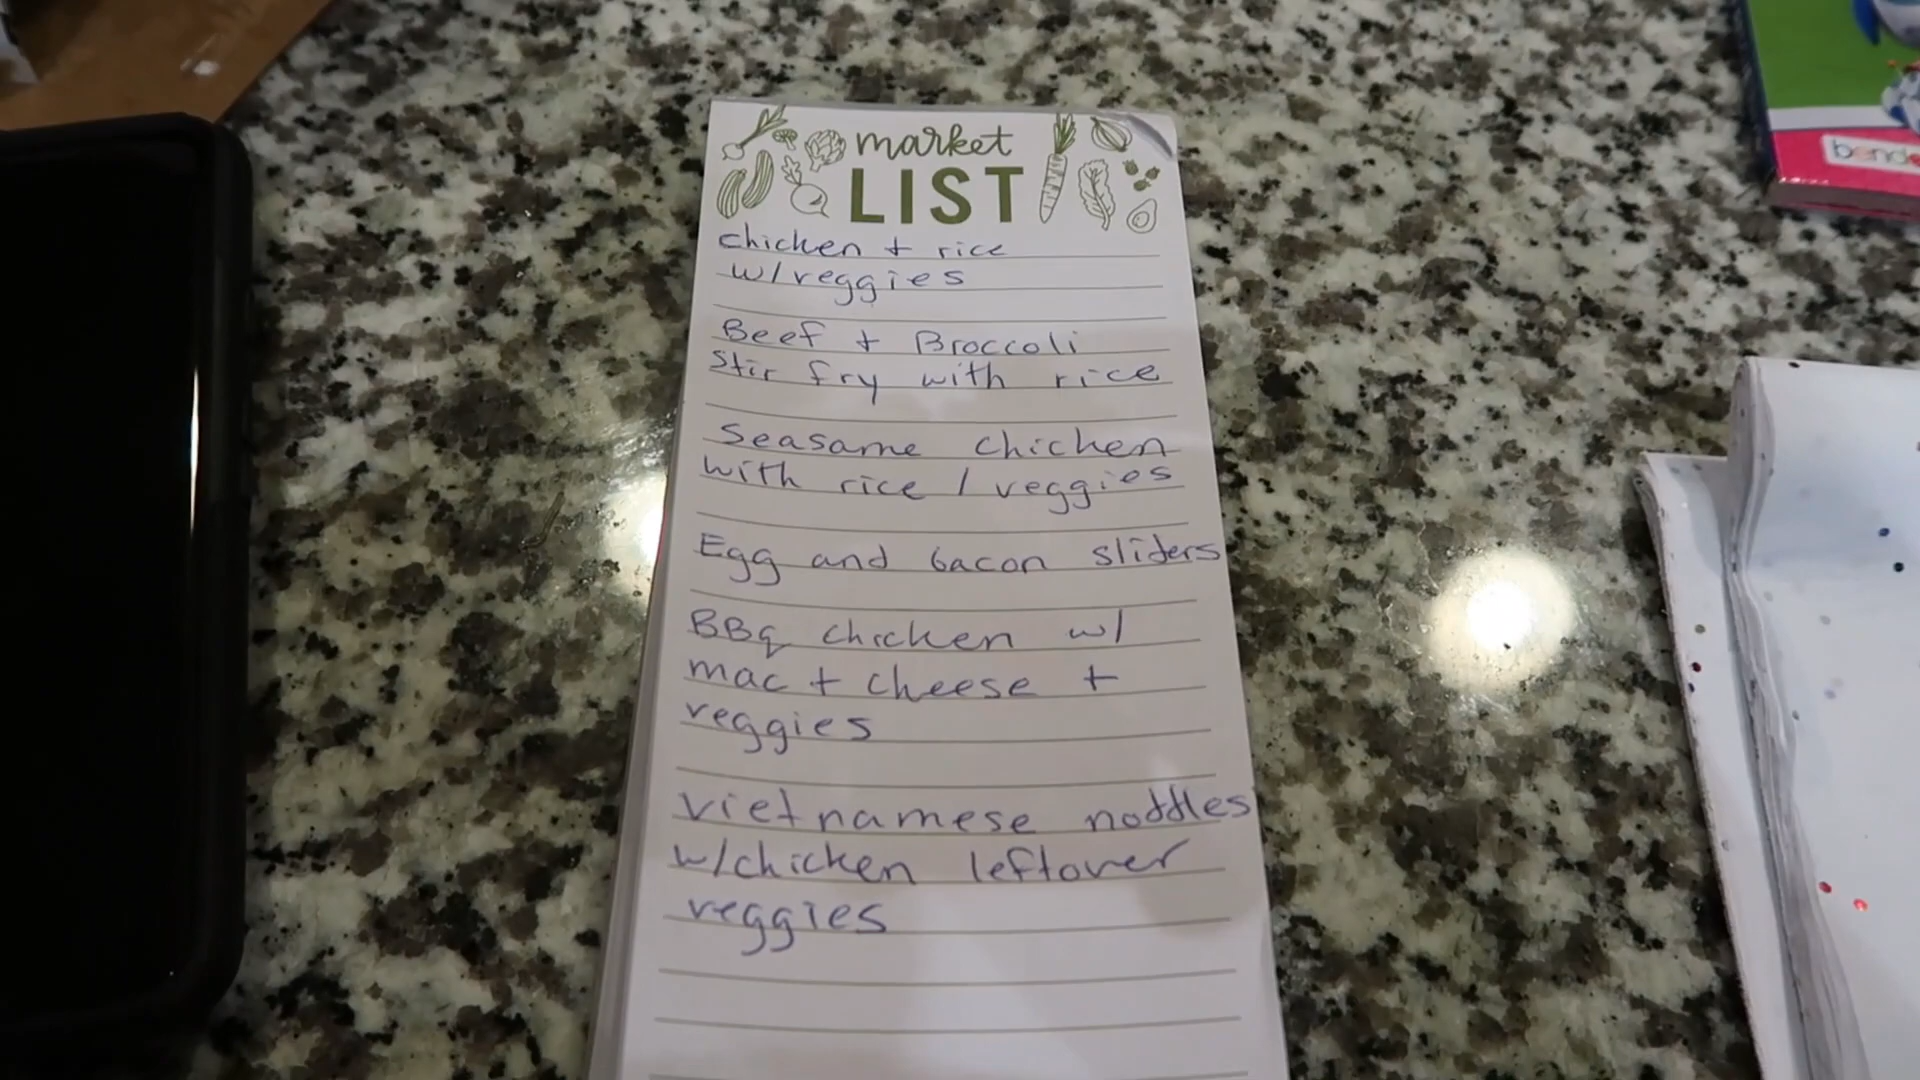 market
LIST
chicken + rice
w/veggies
Beef + Broccoli
Stir fry with rice
Seasame chicken
with rice / veggies
Egg and bacon sliders
BBq chicken w/
mac + cheese +
veggies
vietnamese noddles
w/chicken leftover
veggies